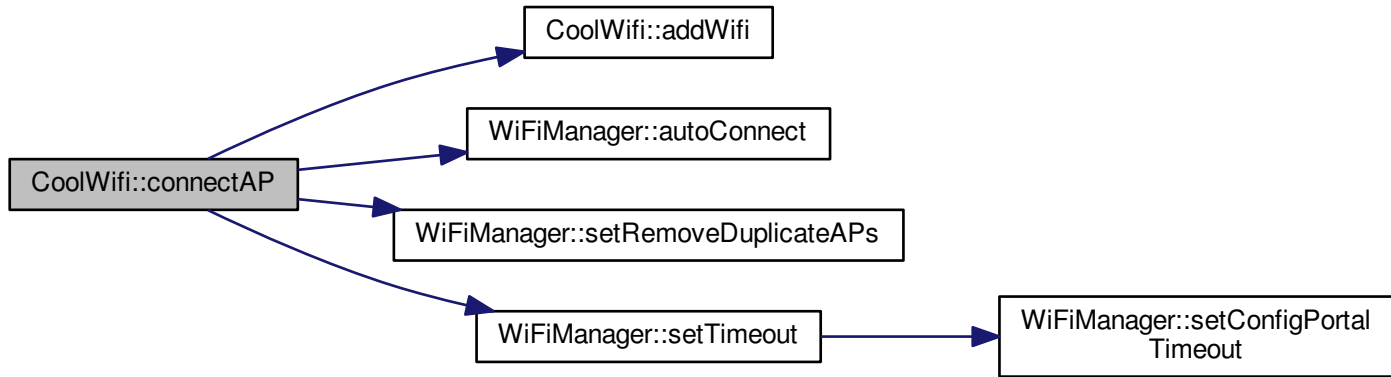 CoolWifi::addWifi
WiFiManager::autoConnect
CoolWifi::connectAP
WiFiManager::setRemoveDuplicateAPs
WiFiManager::setTimeout
WiFiManager::setConfigPortal
Timeout